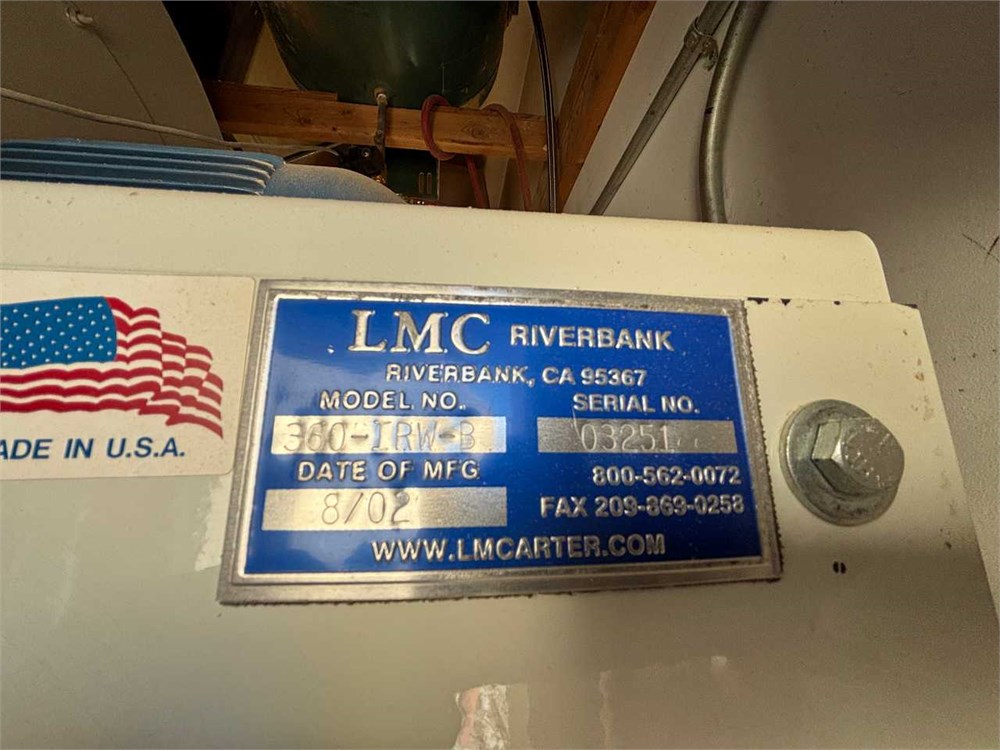 LMC RIVERBANK
RIVERBANK, CA 95367
MODEL NO. SERIAL NO.
360-IRW-B 03251
DATE OF MFG 800-562-0072
8/02 FAX 209-869-0258
WWW.LMCARTER.COM
ADE IN U.S.A.